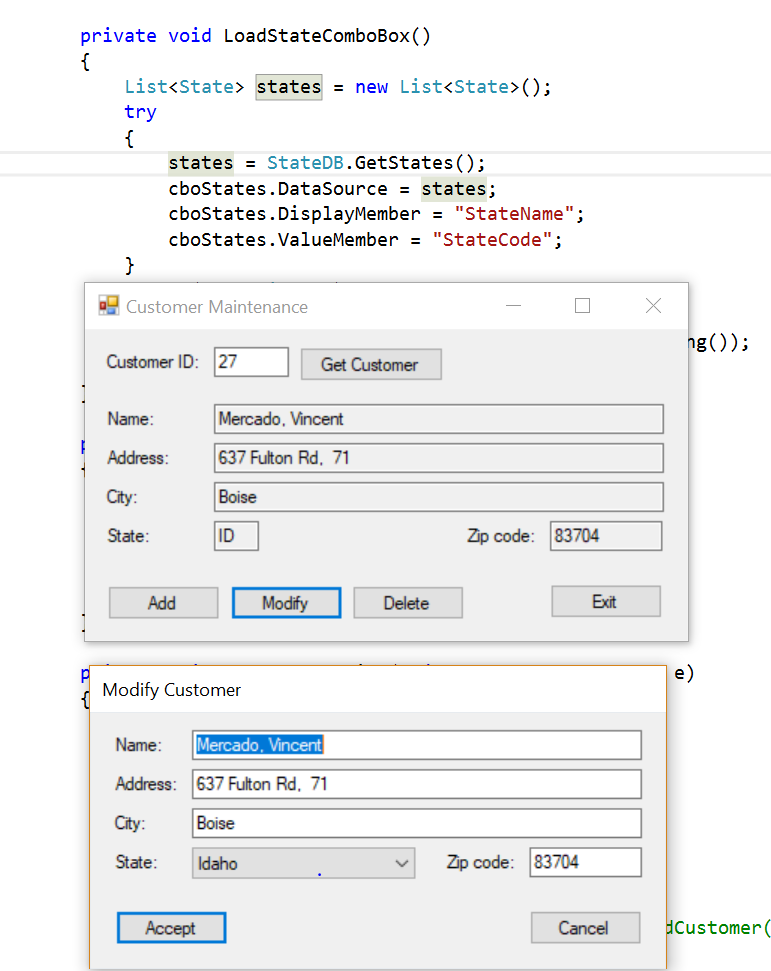 private void LoadStateComboBox()
{
List<State> states = new List<State>();
try
{
states = StateDB.GetStates();
cboStates.DataSource = states;
cboStates.DisplayMember = "StateName";
cboStates.ValueMember = "StateCode";
}
Customer Maintenance
ng());
Customer ID: 27 Get Customer
Name: Mercado, Vincent
Address: 637 Fulton Rd, 71
City: Boise
State: ID Zip code: 83704
Add Modify Delete Exit
e)
{
Modify Customer
Name: Mercado, Vincent
Address: 637 Fulton Rd, 71
City: Boise
State: Idaho Zip code: 83704
Accept Cancel
dCustomer(